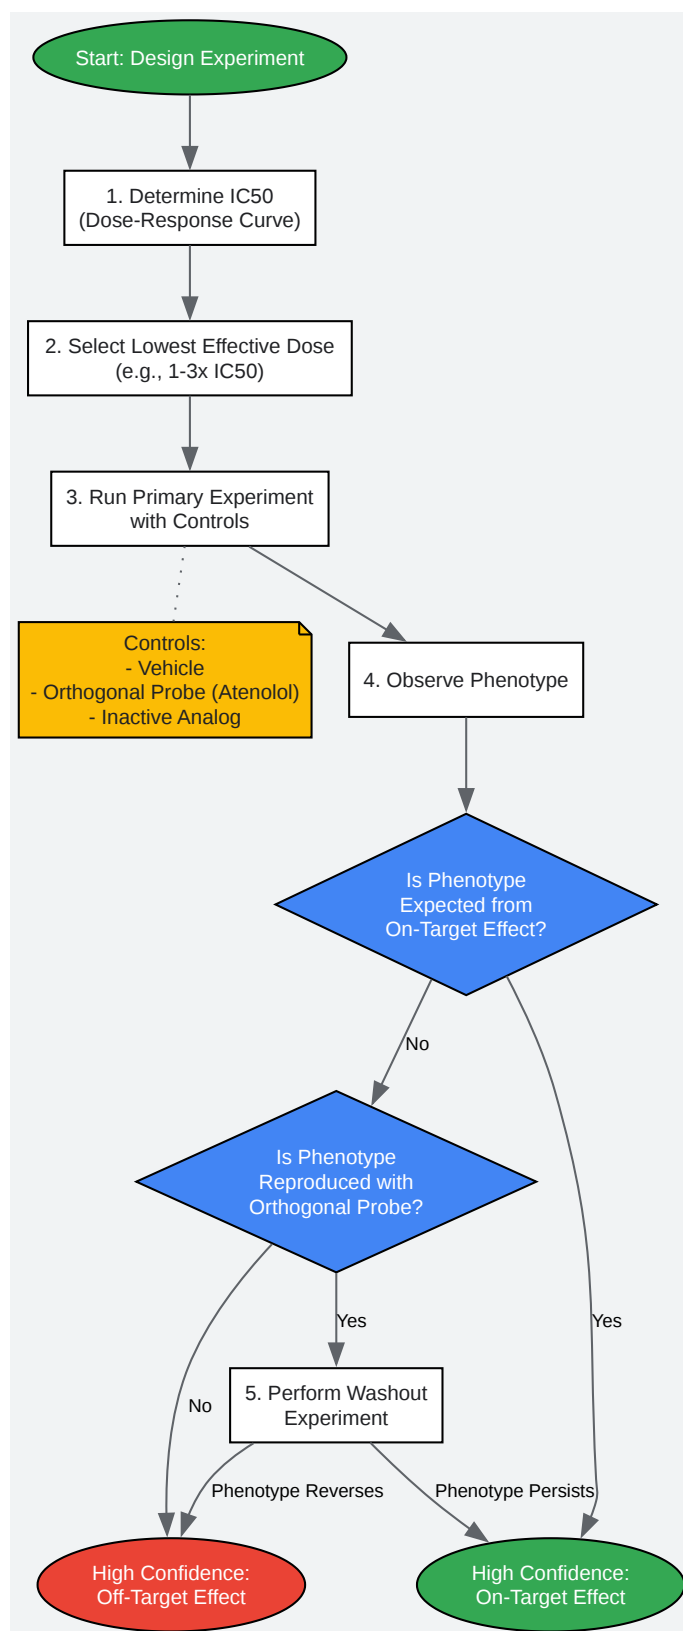 Start: Design Experiment
1. Determine IC50
(Dose-Response Curve)
2. Select Lowest Effective Dose
(e.g., 1-3x IC50)
3. Run Primary Experiment
with Controls
Controls:
- Vehicle
- Orthogonal Probe (Atenolol)
- Inactive Analog
4. Observe Phenotype
Is Phenotype
Expected from
On-Target Effect?
No
Is Phenotype
Reproduced with
Orthogonal Probe?
Yes
Yes
No
5. Perform Washout
Experiment
Phenotype Reverses
Phenotype Persists
High Confidence:
Off-Target Effect
High Confidence:
On-Target Effect